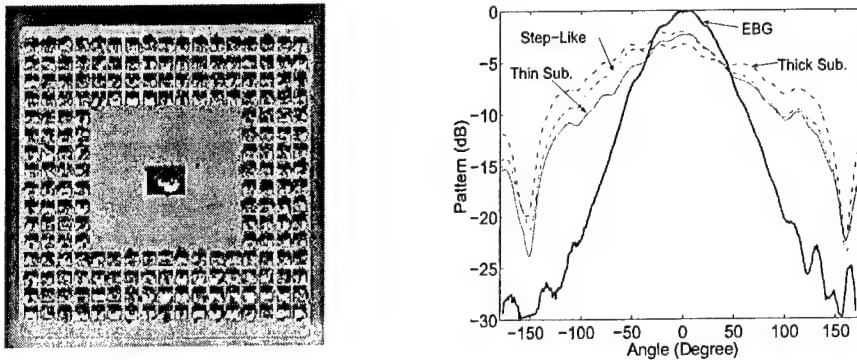 0
EBG
Step-Like
-5
Thin Sub.
Thick Sub.
-10
Pattern (dB)
-15
-20
-25
-30
-150 -100 -50 0 50 100 150
Angle (Degree)